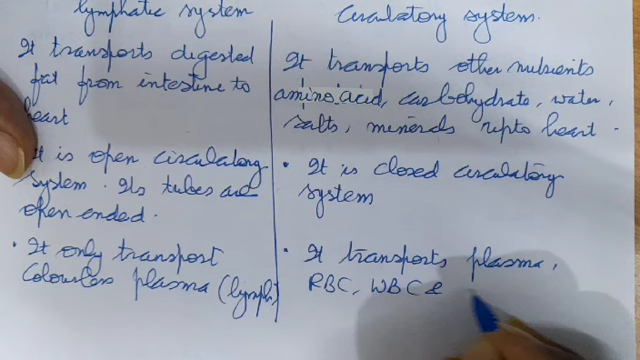 lymphatic system
It transports digested
fat from intestine to
heart
It is open circulatory
system. Its tubes are
open ended.
• It only transport
Colourless plasma (lymph)
Circulatory system.
It transports other nutrients
amino acid, carbohydrate, water,
salts, minerals upto heart.
• It is closed circulatory
system
• It transports plasma,
RBC, WBC &